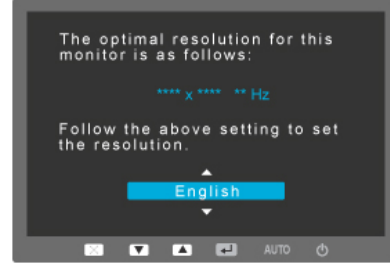 The optimal resolution for this
monitor is as follows:
**** x **** ** Hz
Follow the above setting to set
the resolution.
English
AUTO